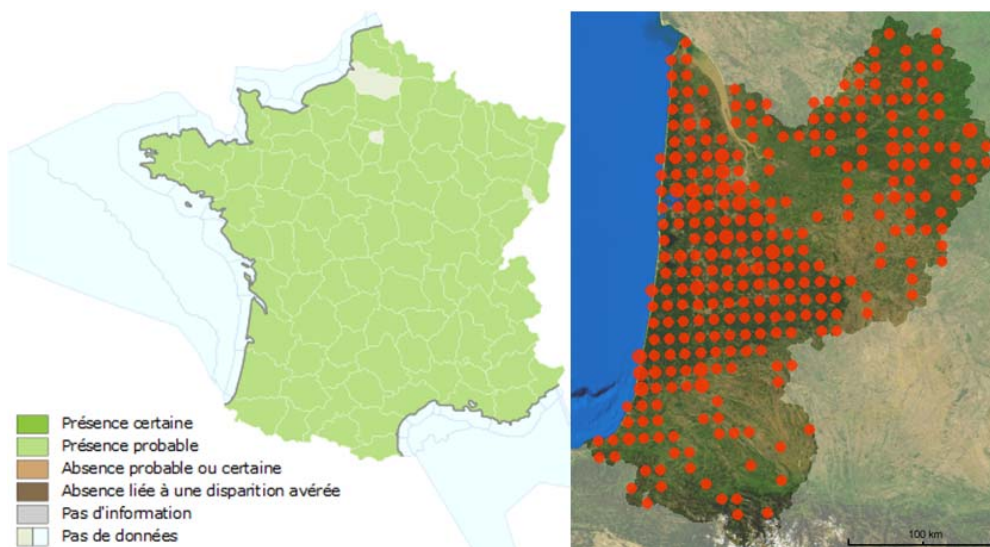 Présence certaine
Présence probable
Absence probable ou certaine
Absence liée à une disparition avérée
Pas d'information
Pas de données
100 km